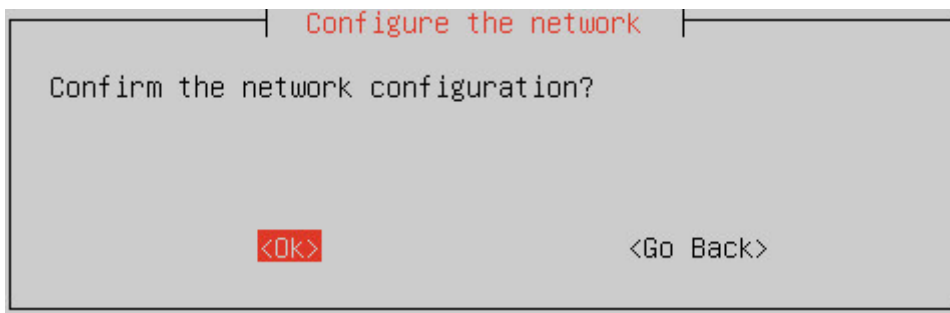 Configure the network
Confirm the network configuration?
<Ok> <Go Back>